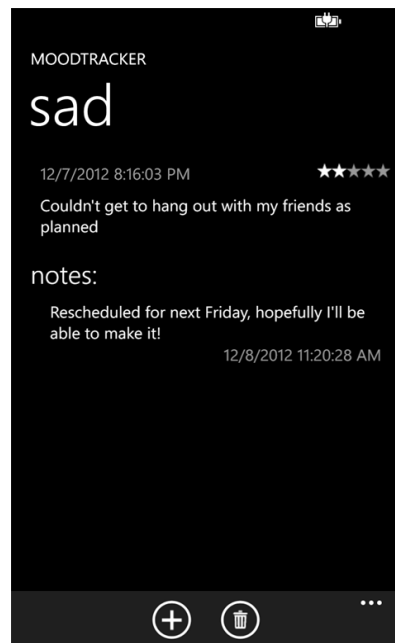 MOODTRACKER
sad
12/7/2012 8:16:03 PM
Couldn't get to hang out with my friends as
planned
notes:
Rescheduled for next Friday, hopefully I'll be
able to make it!
12/8/2012 11:20:28 AM